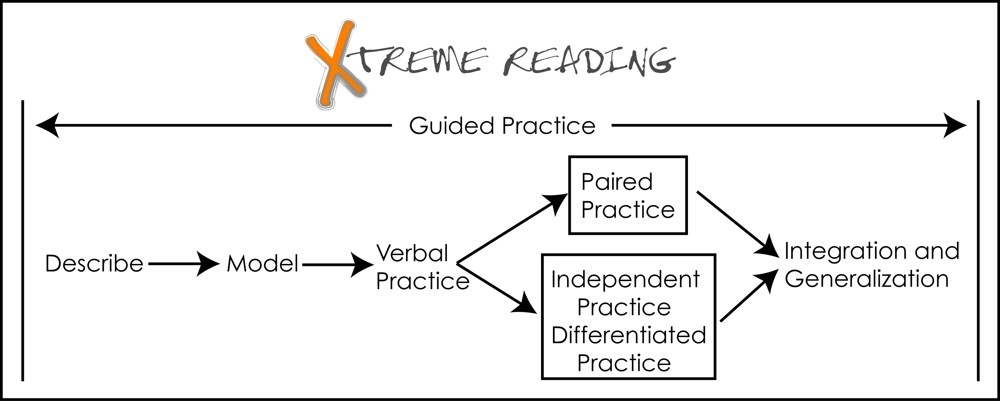 XTREME READING
Guided Practice
Describe
Model
Verbal
Practice
Paired
Practice
Independent
Practice
Differentiated
Practice
Integration and
Generalization